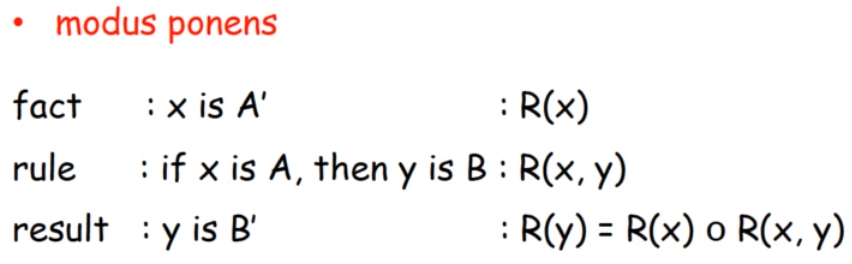 • modus ponens
fact : x is A' : R(x)
rule : if x is A, then y is B : R(x, y)
result : y is B' : R(y) = R(x) o R(x, y)